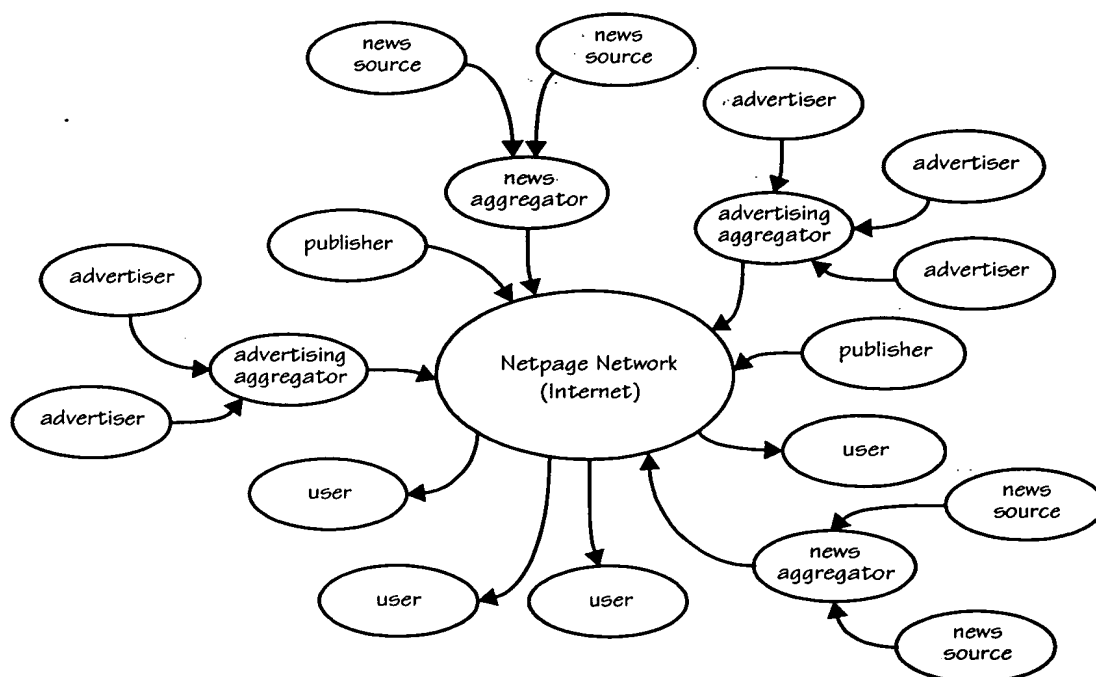 news
source
news
source
advertiser
advertiser
news
aggregator
advertising
aggregator
publisher
advertiser
advertiser
Netpage Network
(Internet)
publisher
advertising
aggregator
advertiser
user
user
news
source
news
aggregator
user
user
news
source